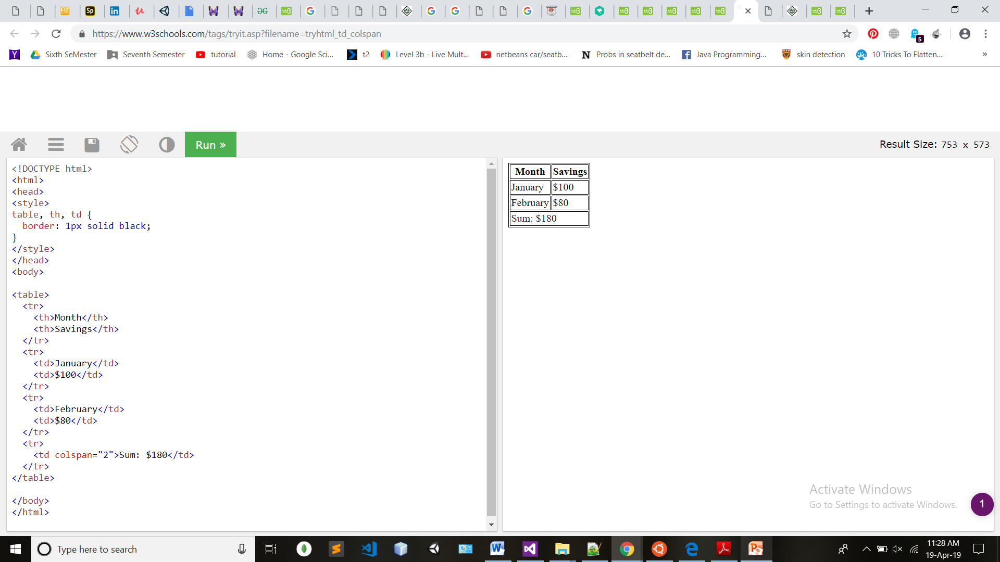 https://www.w3schools.com/tags/tryit.asp?filename=tryhtml_td_colspan
5
Sixth SeMester
Seventh Semester
tutorial
Home - Google Sci...
t2
Level 3b - Live Mult...
netbeans car/seatb...
Probs in seatbelt de...
Java Programming...
skin detection
10 Tricks To Flatten...
»
Run »
Result Size: 753 x 573
<!DOCTYPE html>
<html>
<head>
<style>
table, th, td {
  border: 1px solid black;
}
</style>
</head>
<body>
<table>
  <tr>
    <th>Month</th>
    <th>Savings</th>
  </tr>
  <tr>
    <td>January</td>
    <td>$100</td>
  </tr>
  <tr>
    <td>February</td>
    <td>$80</td>
  </tr>
  <tr>
    <td colspan="2">Sum: $180</td>
  </tr>
</table>
</body>
</html>
Month Savings
January $100
February $80
Sum: $180
Activate Windows
Go to Settings to activate Windows.
1
Type here to search
11:28 AM
19-Apr-19